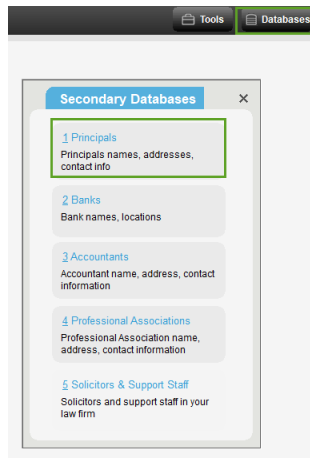 Tools Databases
Secondary Databases ×
1 Principals
Principals names, addresses,
contact info
2 Banks
Bank names, locations
3 Accountants
Accountant name, address, contact
information
4 Professional Associations
Professional Association name,
address, contact information
5 Solicitors & Support Staff
Solicitors and support staff in your
law firm